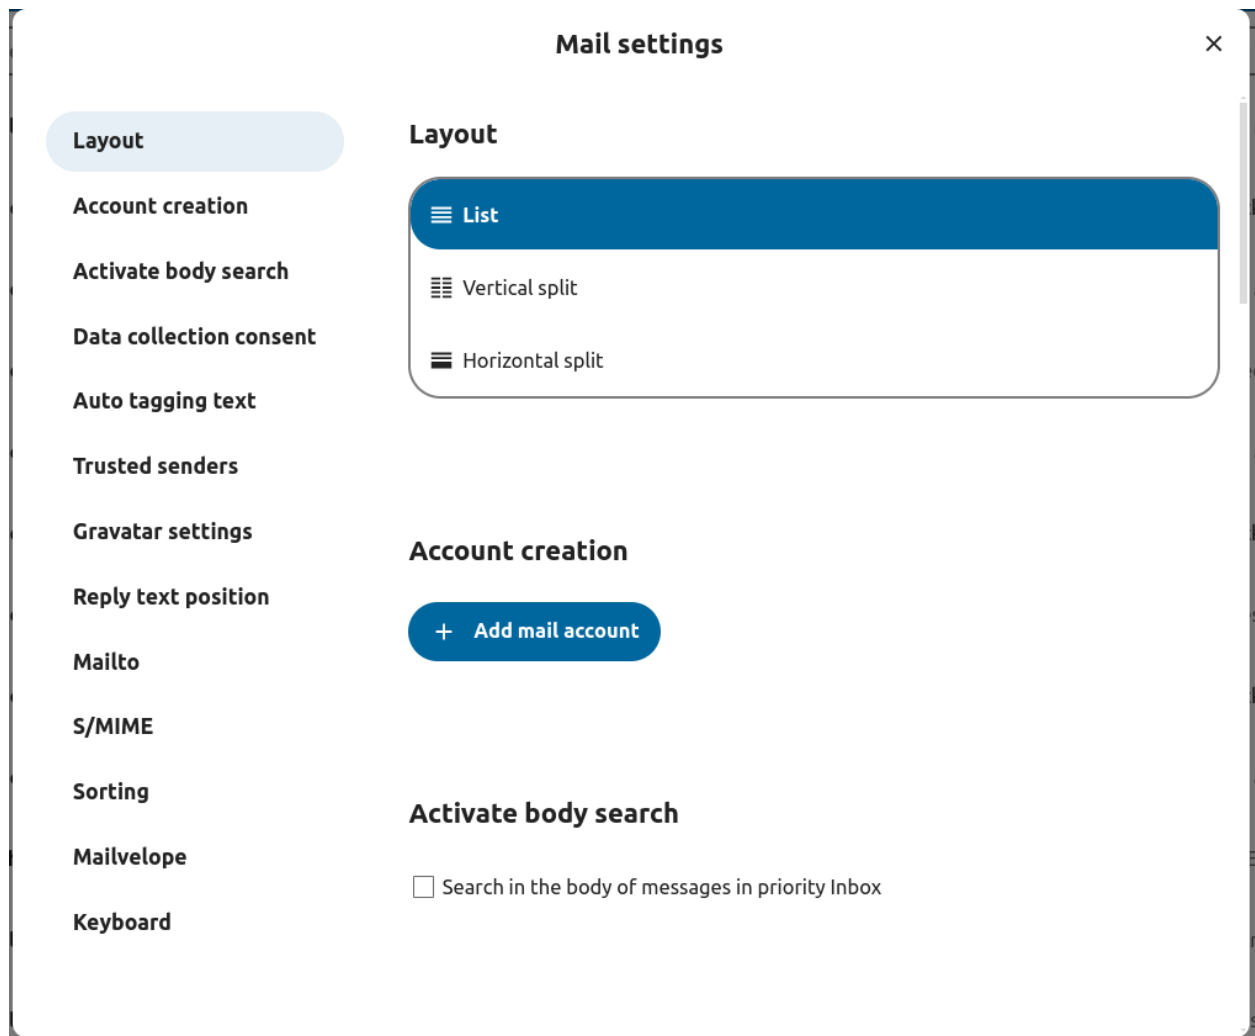 Mail settings
Layout
Account creation
Activate body search
Data collection consent
Auto tagging text
Trusted senders
Gravatar settings
Reply text position
Mailto
S/MIME
Sorting
Mailvelope
Keyboard
Layout
List
Vertical split
Horizontal split
Account creation
+ Add mail account
Activate body search
Search in the body of messages in priority Inbox